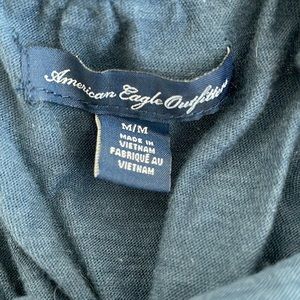 American Eagle Outfitters
M/M
MADE IN
VIETNAM
FABRIQUÉ AU
VIETNAM